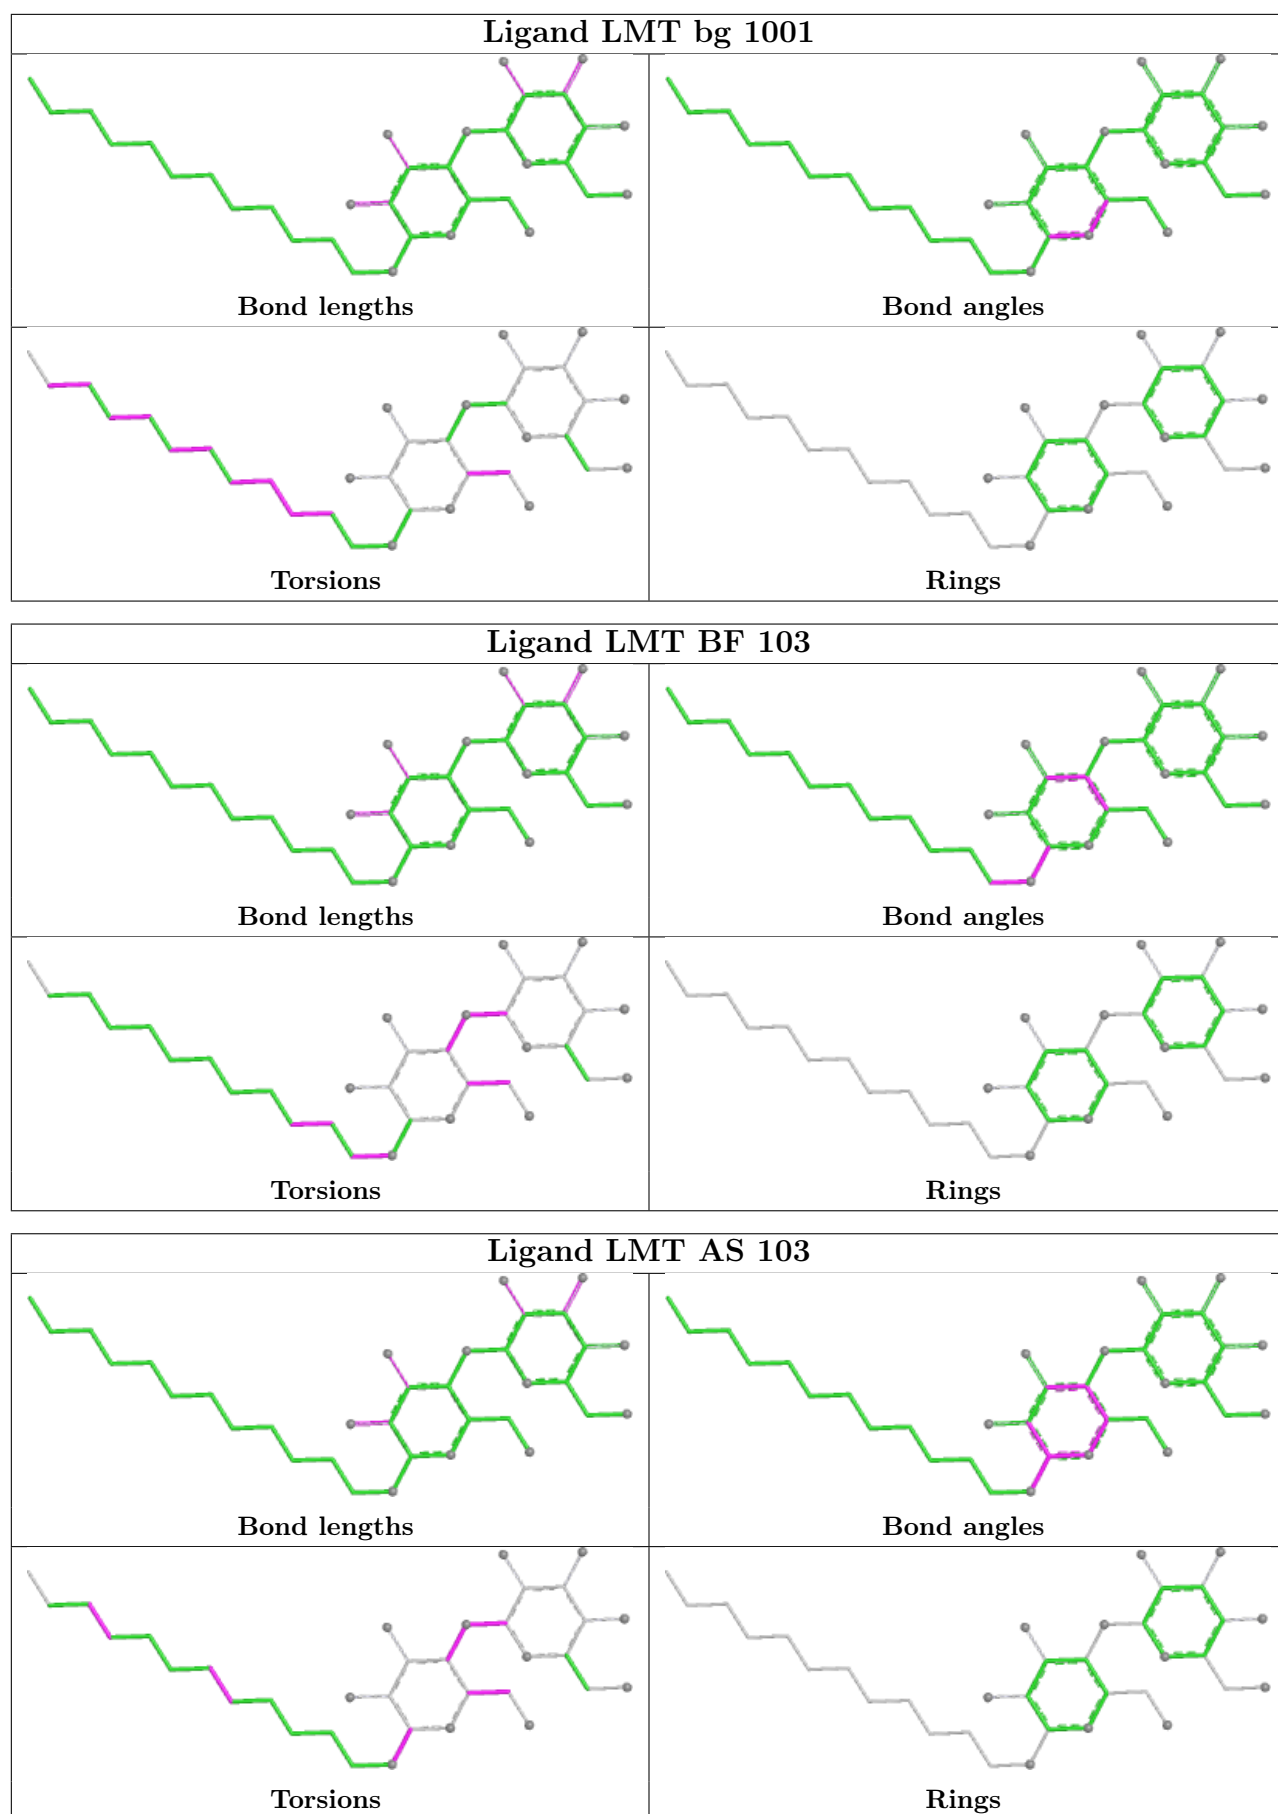 Ligand LMT bg 1001
Bond lengths
Bond angles
Torsions
Rings
Ligand LMT BF 103
Bond lengths
Bond angles
Torsions
Rings
Ligand LMT AS 103
Bond lengths
Bond angles
Torsions
Rings